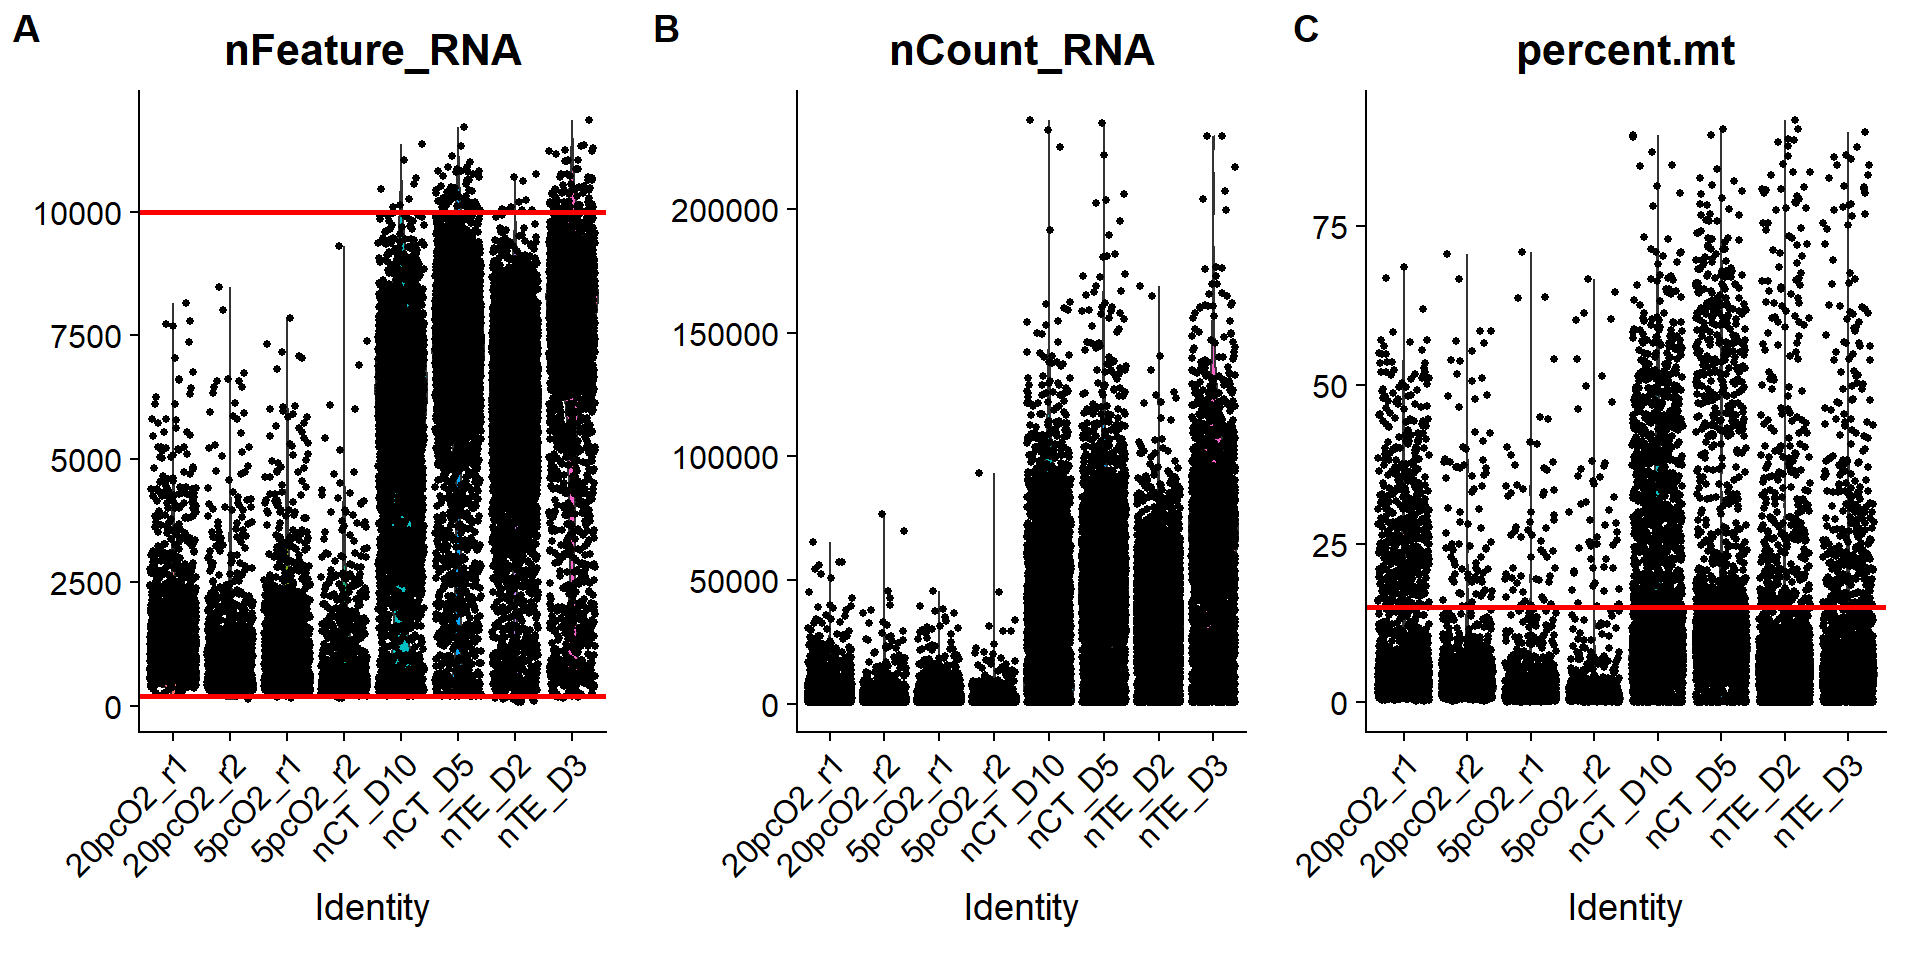 A
nFeature_RNA
10000
7500
5000
2500
0
20pcO2_r1
20pcO2_r2
5pcO2_r1
5pcO2_r2
nCT_D10
nCT_D5
nTE_D2
nTE_D3
Identity
B
nCount_RNA
200000
150000
100000
50000
0
20pcO2_r1
20pcO2_r2
5pcO2_r1
5pcO2_r2
nCT_D10
nCT_D5
nTE_D2
nTE_D3
Identity
C
percent.mt
75
50
25
0
20pcO2_r1
20pcO2_r2
5pcO2_r1
5pcO2_r2
nCT_D10
nCT_D5
nTE_D2
nTE_D3
Identity